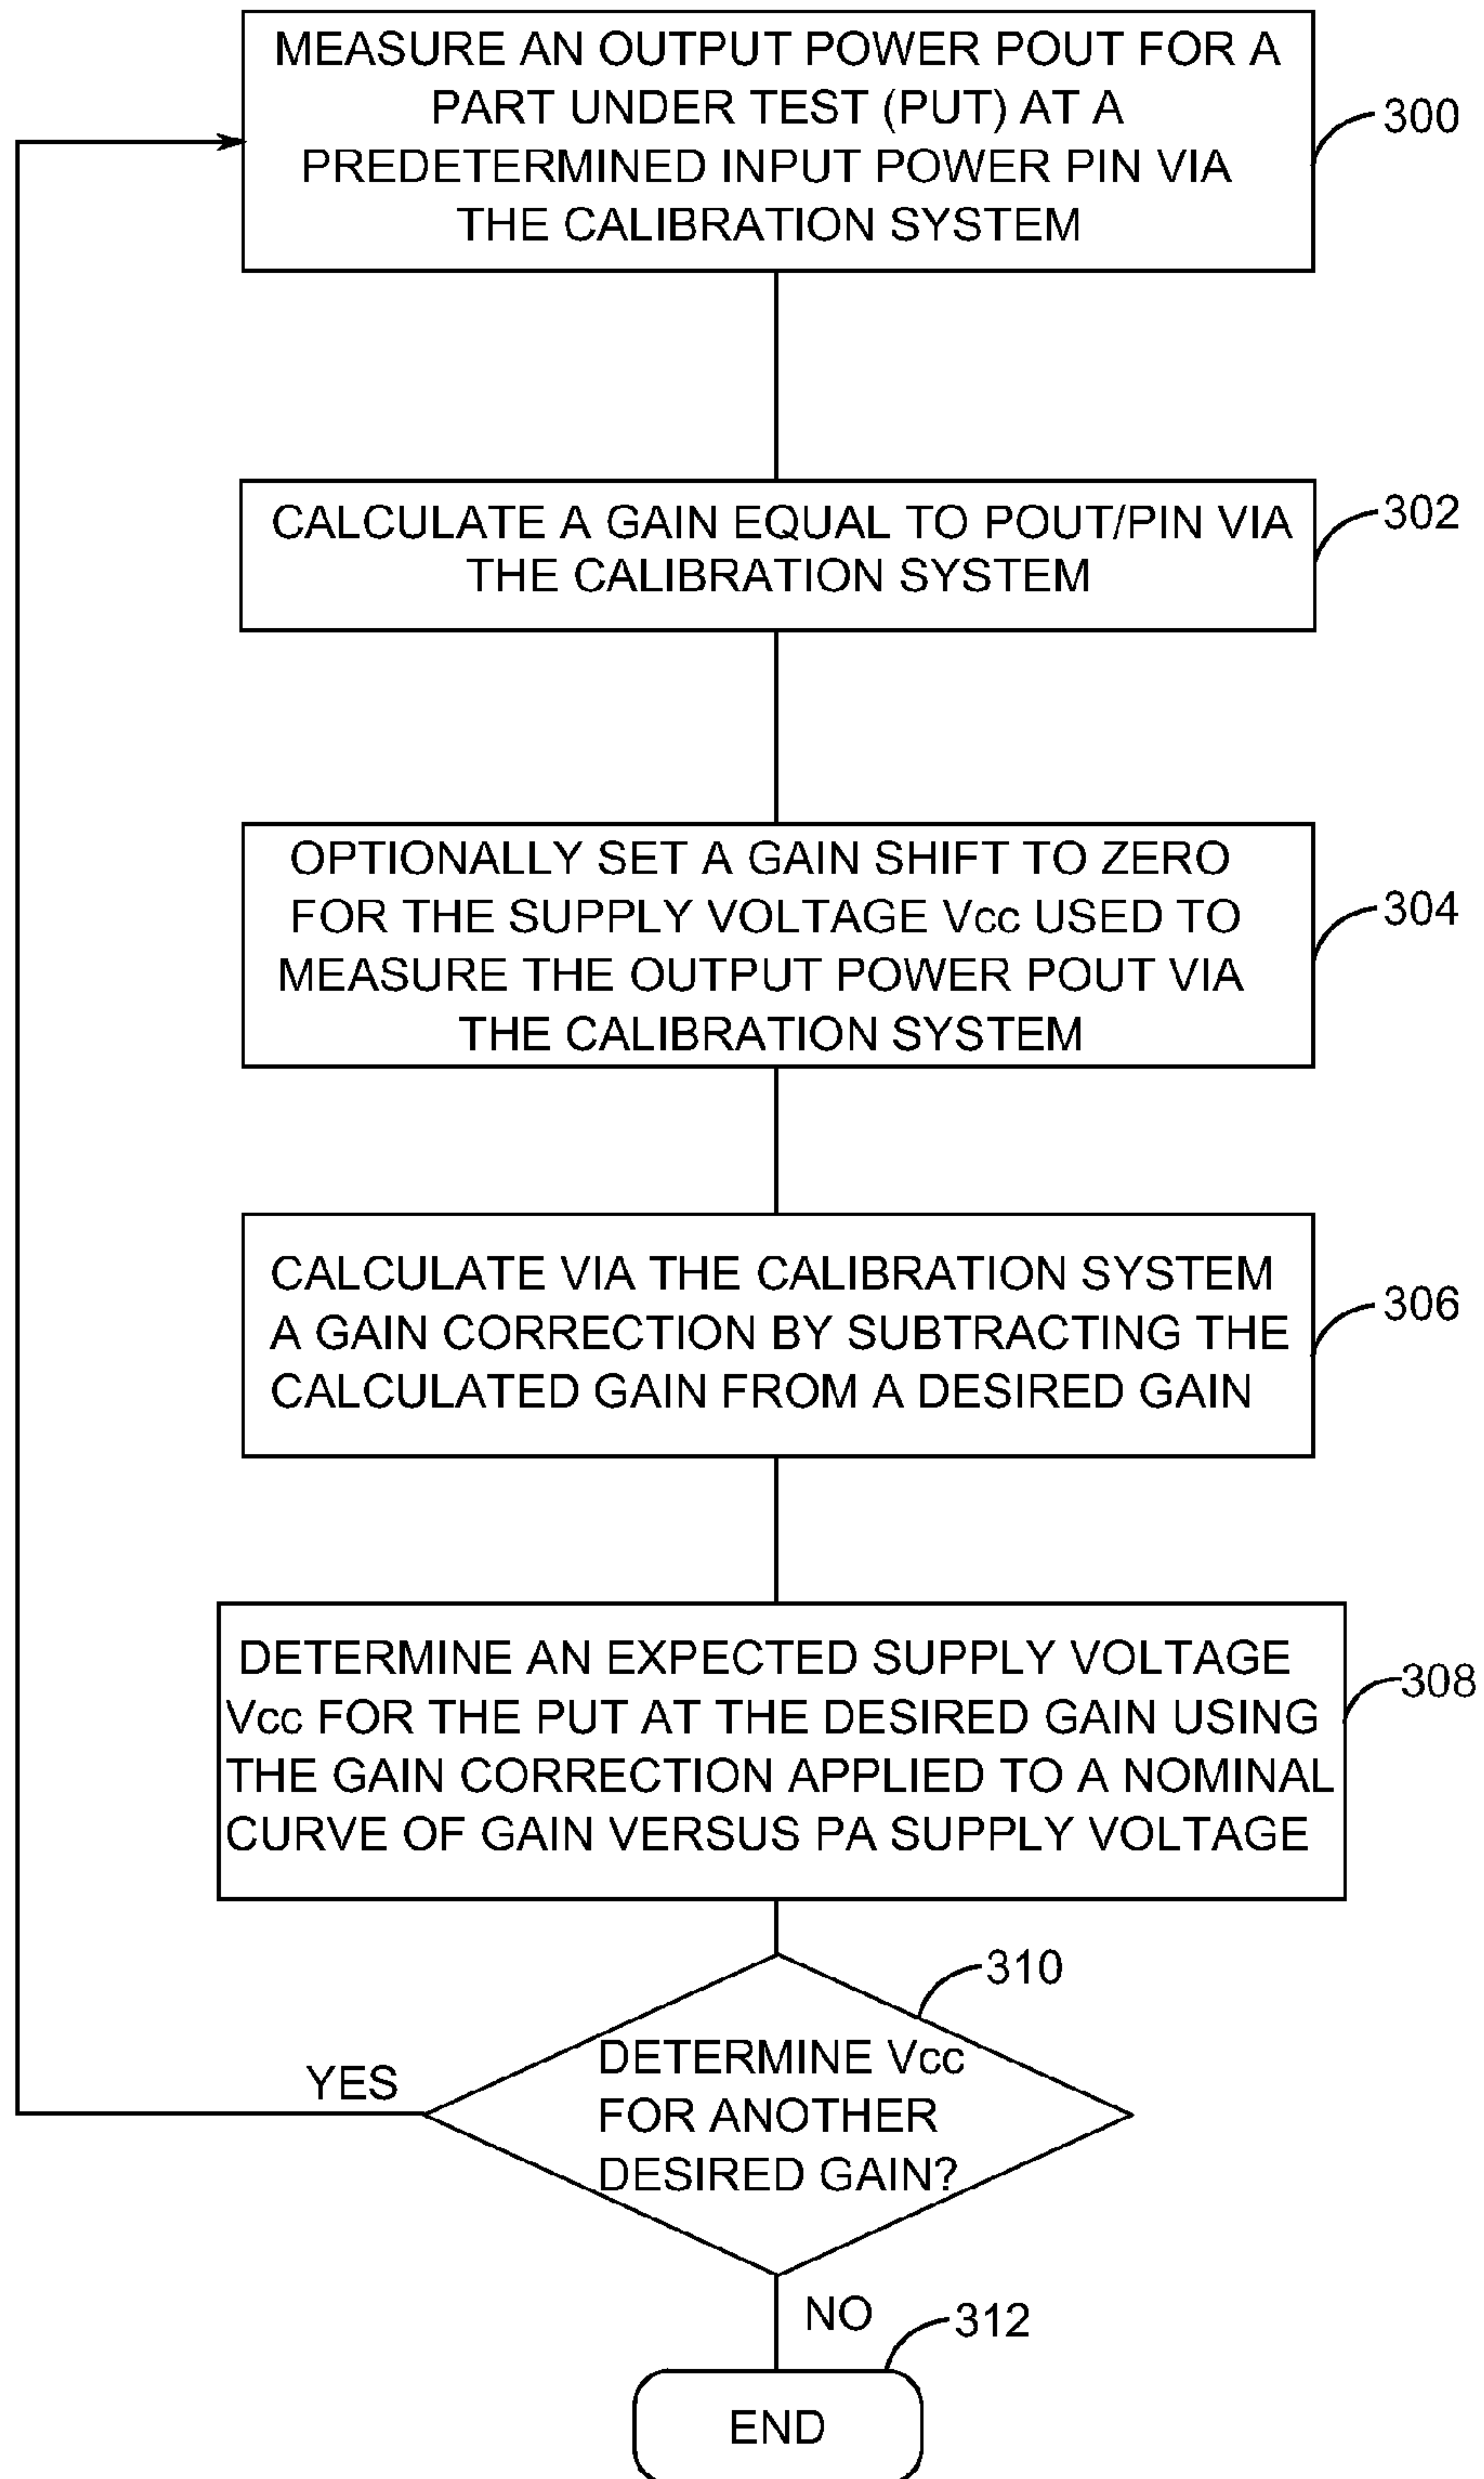 MEASURE AN OUTPUT POWER POUT FOR A
PART UNDER TEST (PUT) AT A
PREDETERMINED INPUT POWER PIN VIA
THE CALIBRATION SYSTEM
300
CALCULATE A GAIN EQUAL TO POUT/PIN VIA
THE CALIBRATION SYSTEM
302
OPTIONALLY SET A GAIN SHIFT TO ZERO
FOR THE SUPPLY VOLTAGE Vcc USED TO
MEASURE THE OUTPUT POWER POUT VIA
THE CALIBRATION SYSTEM
304
CALCULATE VIA THE CALIBRATION SYSTEM
A GAIN CORRECTION BY SUBTRACTING THE
CALCULATED GAIN FROM A DESIRED GAIN
306
DETERMINE AN EXPECTED SUPPLY VOLTAGE
Vcc FOR THE PUT AT THE DESIRED GAIN USING
THE GAIN CORRECTION APPLIED TO A NOMINAL
CURVE OF GAIN VERSUS PA SUPPLY VOLTAGE
308
310
DETERMINE Vcc
FOR ANOTHER
DESIRED GAIN?
YES
NO
312
END